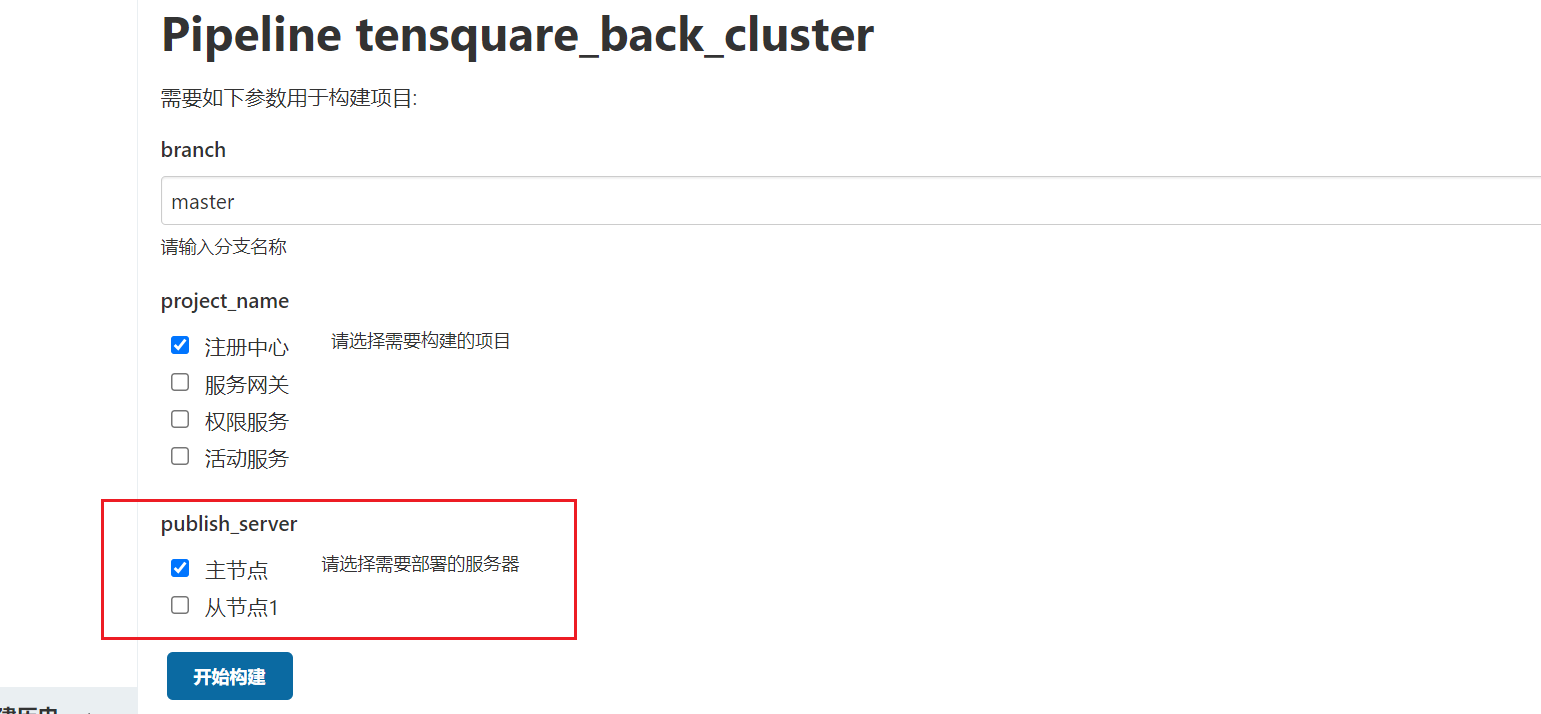 Pipeline tensquare_back_cluster
需要如下参数用于构建项目:
branch
master
请输入分支名称
project_name
注册中心 请选择需要构建的项目
服务网关
权限服务
活动服务
publish_server
主节点 请选择需要部署的服务器
从节点1
开始构建
建历史